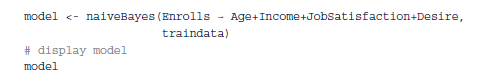 model <- naiveBayes(Enrolls ~ Age+Income+JobSatisfaction+Desire,
traindata)
# display model
model